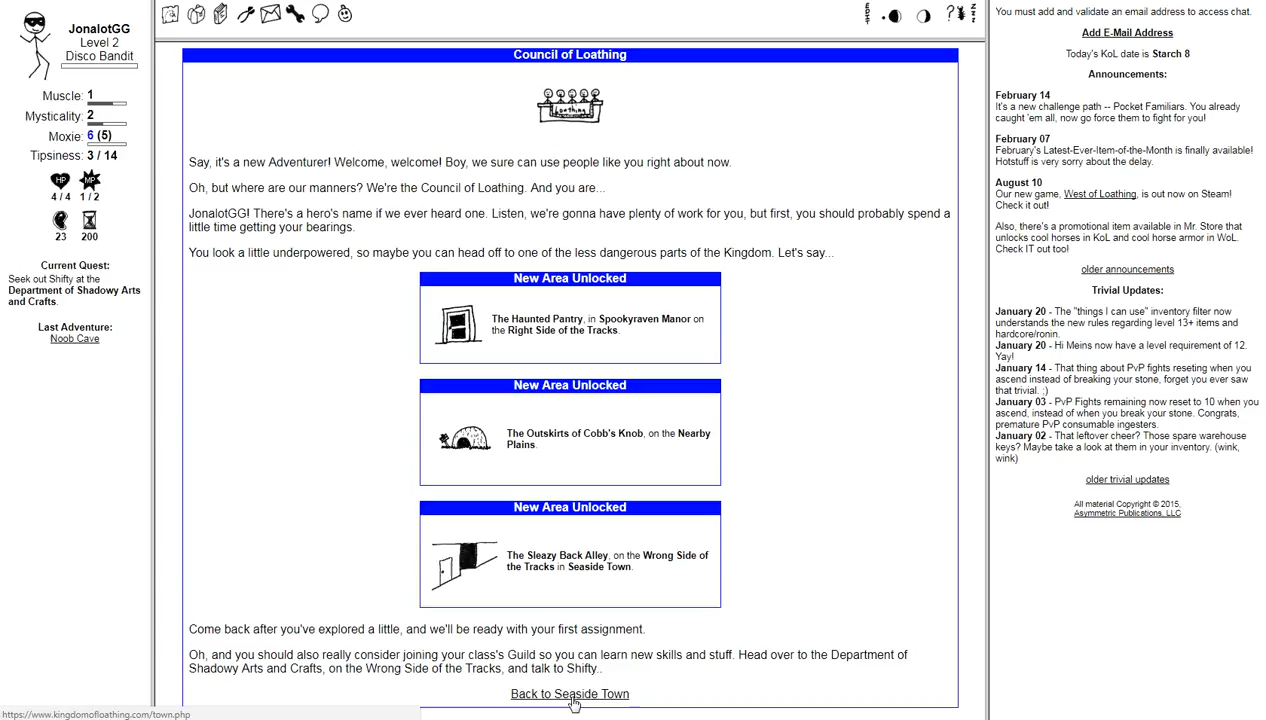 JonalotGG
Level 2
Disco Bandit
Muscle: 1
Mysticality: 2
Moxie: 6 (5)
Tipsiness: 3 / 14
HP
MP
4 / 4
1 / 2
23
200
Current Quest:
Seek out Shifty at the
Department of Shadowy Arts
and Crafts.
Last Adventure:
Noob Cave
Council of Loathing
loathing
Say, it's a new Adventurer! Welcome, welcome! Boy, we sure can use people like you right about now.
Oh, but where are our manners? We're the Council of Loathing. And you are...
JonalotGG! There's a hero's name if we ever heard one. Listen, we're gonna have plenty of work for you, but first, you should probably spend a
little time getting your bearings.
You look a little underpowered, so maybe you can head off to one of the less dangerous parts of the Kingdom. Let's say...
New Area Unlocked
The Haunted Pantry, in Spookyraven Manor on
the Right Side of the Tracks.
New Area Unlocked
The Outskirts of Cobb's Knob, on the Nearby
Plains.
New Area Unlocked
The Sleazy Back Alley, on the Wrong Side of
the Tracks in Seaside Town.
Come back after you've explored a little, and we'll be ready with your first assignment.
Oh, and you should also really consider joining your class's Guild so you can learn new skills and stuff. Head over to the Department of
Shadowy Arts and Crafts, on the Wrong Side of the Tracks, and talk to Shifty..
Back to Seaside Town
https://www.kingdomofloathing.com/town.php
You must add and validate an email address to access chat.
Add E-Mail Address
Today's KoL date is Starch 8
Announcements:
February 14
It's a new challenge path -- Pocket Familiars. You already
caught 'em all, now go force them to fight for you!
February 07
February's Latest-Ever-Item-of-the-Month is finally available!
Hotstuff is very sorry about the delay.
August 10
Our new game, West of Loathing, is out now on Steam!
Check it out!
Also, there's a promotional item available in Mr. Store that
unlocks cool horses in KoL and cool horse armor in WoL.
Check IT out too!
older announcements
Trivial Updates:
January 20 - The "things I can use" inventory filter now
understands the new rules regarding level 13+ items and
hardcore/ronin.
January 20 - Hi Meins now have a level requirement of 12.
Yay!
January 14 - That thing about PvP fights reseting when you
ascend instead of breaking your stone, forget you ever saw
that trivial. ;)
January 03 - PvP Fights remaining now reset to 10 when you
ascend, instead of when you break your stone. Congrats,
premature PvP consumable ingesters.
January 02 - That leftover cheer? Those spare warehouse
keys? Maybe take a look at them in your inventory. (wink,
wink)
older trivial updates
All material Copyright © 2015,
Asymmetric Publications, LLC